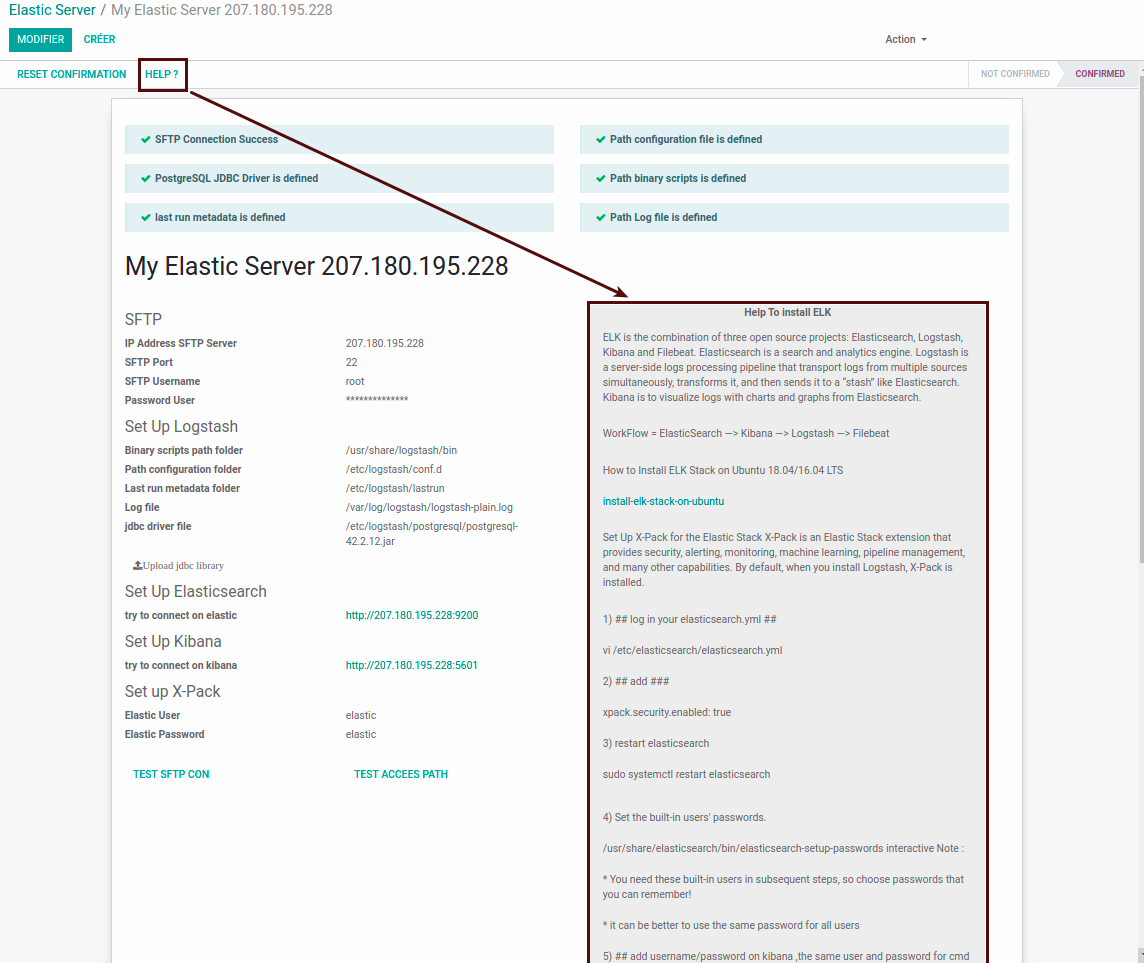 Elastic Server / My Elastic Server 207.180.195.228
MODIFIER CRÉER Action
RESET CONFIRMATION HELP ? NOT CONFIRMED CONFIRMED
SFTP Connection Success
Path configuration file is defined
PostgreSQL JDBC Driver is defined
Path binary scripts is defined
last run metadata is defined
Path Log file is defined
My Elastic Server 207.180.195.228
SFTP
IP Address SFTP Server 207.180.195.228
SFTP Port 22
SFTP Username root
Password User **************
Set Up Logstash
Binary scripts path folder /usr/share/logstash/bin
Path configuration folder /etc/logstash/conf.d
Last run metadata folder /etc/logstash/lastrun
Log file /var/log/logstash/logstash-plain.log
jdbc driver file /etc/logstash/postgresql/postgresql-
42.2.12.jar
Upload jdbc library
Set Up Elasticsearch
try to connect on elastic http://207.180.195.228:9200
Set Up Kibana
try to connect on kibana http://207.180.195.228:5601
Set up X-Pack
Elastic User elastic
Elastic Password elastic
TEST SFTP CON TEST ACCEES PATH
Help To install ELK
ELK is the combination of three open source projects: Elasticsearch, Logstash,
Kibana and Filebeat. Elasticsearch is a search and analytics engine. Logstash is
a server-side logs processing pipeline that transport logs from multiple sources
simultaneously, transforms it, and then sends it to a “stash” like Elasticsearch.
Kibana is to visualize logs with charts and graphs from Elasticsearch.
WorkFlow = ElasticSearch —> Kibana —> Logstash —> Filebeat
How to Install ELK Stack on Ubuntu 18.04/16.04 LTS
install-elk-stack-on-ubuntu
Set Up X-Pack for the Elastic Stack X-Pack is an Elastic Stack extension that
provides security, alerting, monitoring, machine learning, pipeline management,
and many other capabilities. By default, when you install Logstash, X-Pack is
installed.
1) ## log in your elasticsearch.yml ##
vi /etc/elasticsearch/elasticsearch.yml
2) ## add ###
xpack.security.enabled: true
3) restart elasticsearch
sudo systemctl restart elasticsearch
4) Set the built-in users' passwords.
/usr/share/elasticsearch/bin/elasticsearch-setup-passwords interactive Note :
* You need these built-in users in subsequent steps, so choose passwords that
you can remember!
* it can be better to use the same password for all users
5) ## add username/password on kibana ,the same user and password for cmd